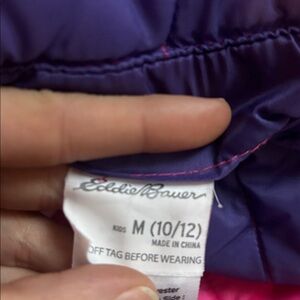 Eddie Bauer
KIDS M (10/12)
MADE IN CHINA
OFF TAG BEFORE WEARING